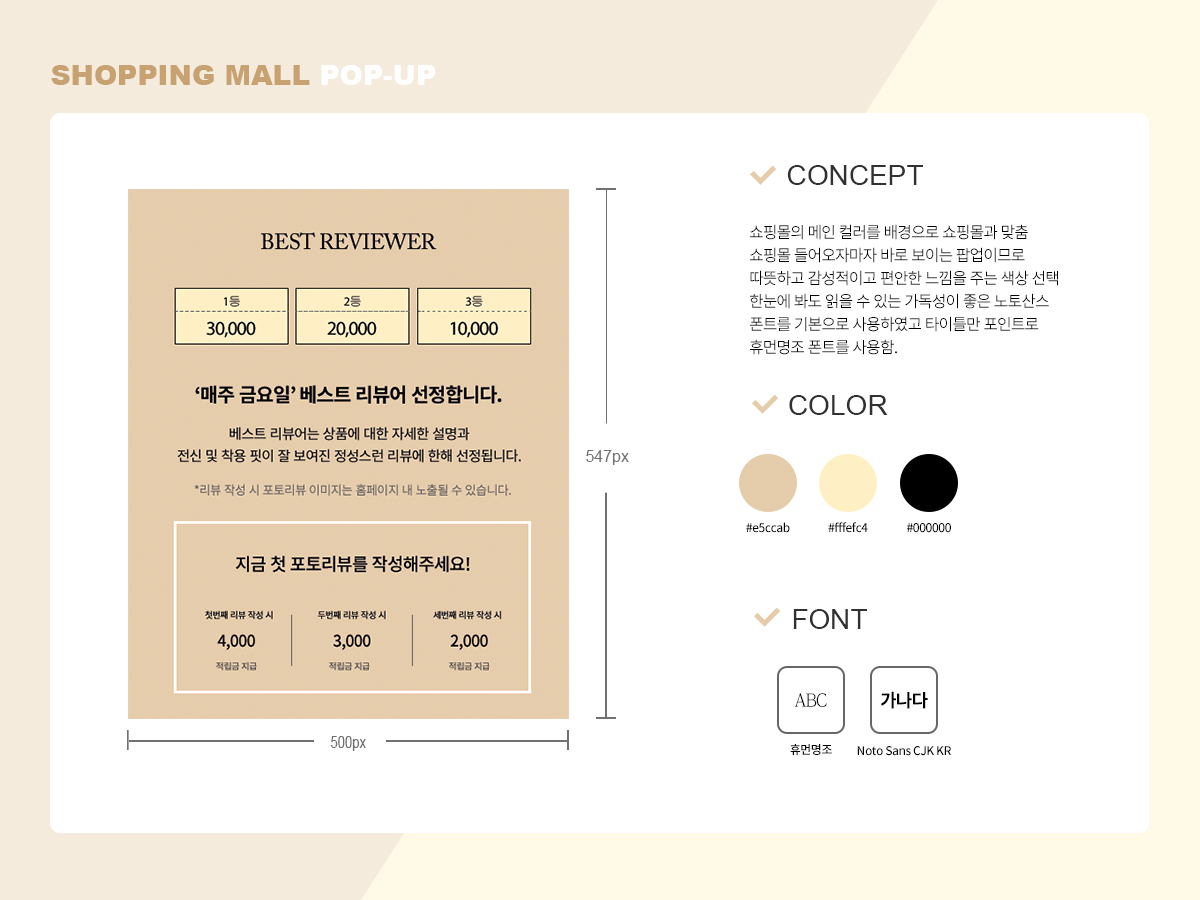 SHOPPING MALL POP-UP
BEST REVIEWER
1등
30,000
2등
20,000
3등
10,000
‘매주 금요일’ 베스트 리뷰어 선정합니다.
베스트 리뷰어는 상품에 대한 자세한 설명과
전신 및 착용 핏이 잘 보여진 정성스런 리뷰에 한해 선정됩니다.
*리뷰 작성 시 포토리뷰 이미지는 홈페이지 내 노출될 수 있습니다.
지금 첫 포토리뷰를 작성해주세요!
첫번째 리뷰 작성 시
4,000
적립금 지급
두번째 리뷰 작성 시
3,000
적립금 지급
세번째 리뷰 작성 시
2,000
적립금 지급
547px
500px
CONCEPT
쇼핑몰의 메인 컬러를 배경으로 쇼핑몰과 맞춤
쇼핑몰 들어오자마자 바로 보이는 팝업이므로
따뜻하고 감성적이고 편안한 느낌을 주는 색상 선택
한눈에 봐도 읽을 수 있는 가독성이 좋은 노토산스
폰트를 기본으로 사용하였고 타이틀만 포인트로
휴먼명조 폰트를 사용함.
COLOR
#e5ccab
#fffefc4
#000000
FONT
ABC
휴먼명조
가나다
Noto Sans CJK KR